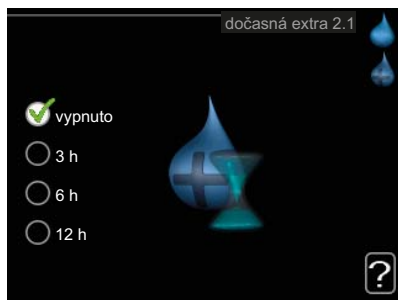 dočasná extra 2.1
vypnuto
3 h
6 h
12 h
?